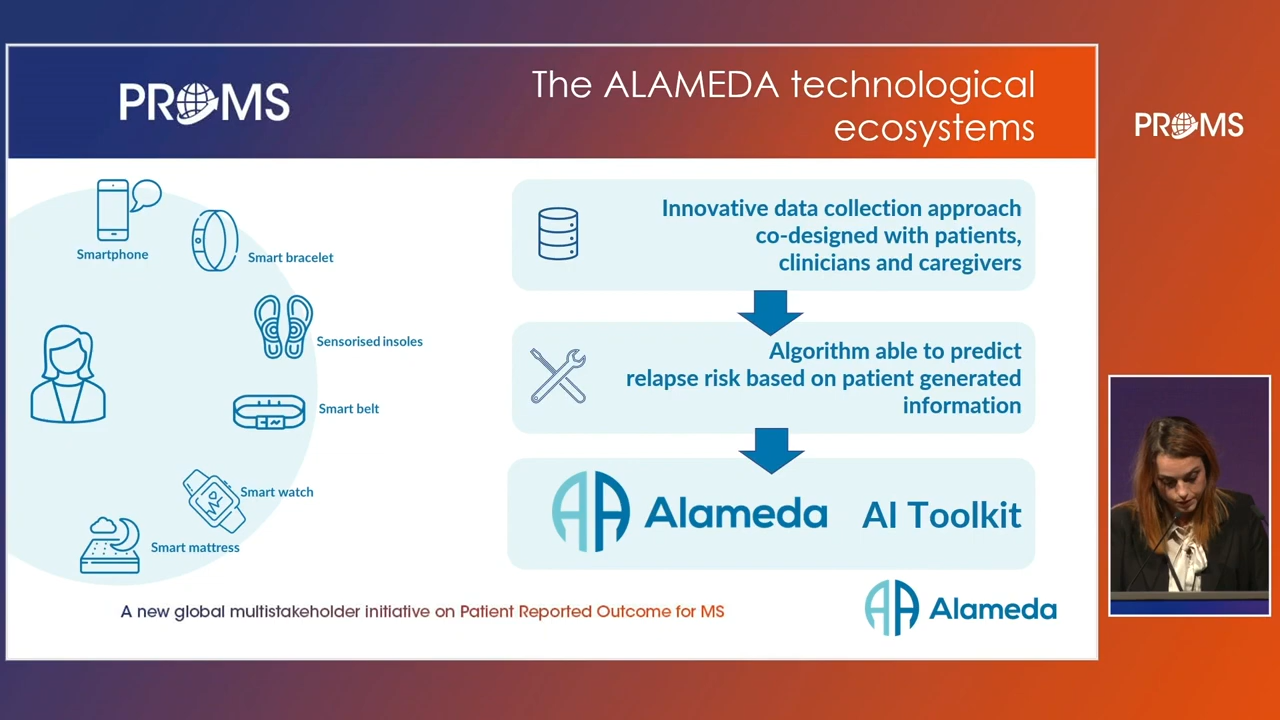 PROMS
The ALAMEDA technological
ecosystems
PROMS
Smartphone
Smart bracelet
Sensorised insoles
Smart belt
Smart watch
Smart mattress
Innovative data collection approach
co-designed with patients,
clinicians and caregivers
Algorithm able to predict
relapse risk based on patient generated
information
Alameda AI Toolkit
A new global multistakeholder initiative on Patient Reported Outcome for MS
Alameda